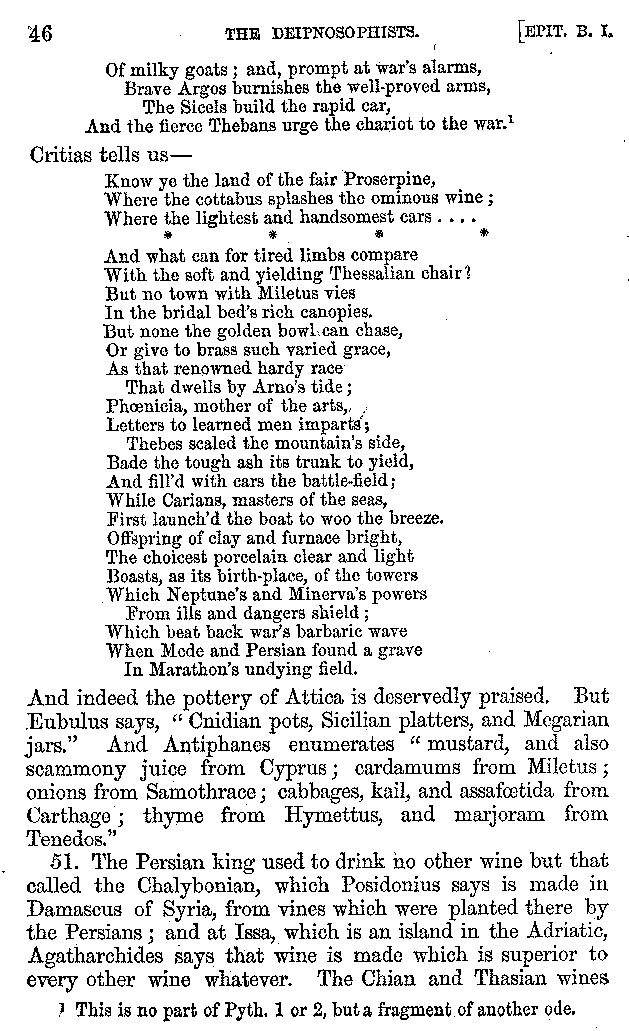 46 THE DEIPNOSOPHISTS. [EPIT. B. I.
Of milky goats; and, prompt at war's alarms,
Brave Argos burnishes the well-proved arms,
The Sicels build the rapid car,
And the fierce Thebans urge the chariot to the war.¹
Critias tells us—
Know ye the land of the fair Proserpine,
Where the cottabus splashes the ominous wine;
Where the lightest and handsomest cars . . . .
* * * *
And what can for tired limbs compare
With the soft and yielding Thessalian chair?
But no town with Miletus vies
In the bridal bed's rich canopies.
But none the golden bowl can chase,
Or give to brass such varied grace,
As that renowned hardy race
That dwells by Arno's tide;
Phœnicia, mother of the arts,
Letters to learned men imparts;
Thebes scaled the mountain's side,
Bade the tough ash its trunk to yield,
And fill'd with cars the battle-field;
While Carians, masters of the seas,
First launch'd the boat to woo the breeze.
Offspring of clay and furnace bright,
The choicest porcelain clear and light
Boasts, as its birth-place, of the towers
Which Neptune's and Minerva's powers
From ills and dangers shield;
Which beat back war's barbaric wave
When Mede and Persian found a grave
In Marathon's undying field.
And indeed the pottery of Attica is deservedly praised. But
Eubulus says, “Cnidian pots, Sicilian platters, and Megarian
jars.” And Antiphanes enumerates “mustard, and also
scammony juice from Cyprus; cardamums from Miletus;
onions from Samothrace; cabbages, kail, and assafœtida from
Carthage; thyme from Hymettus, and marjoram from
Tenedos.”
51. The Persian king used to drink no other wine but that
called the Chalybonian, which Posidonius says is made in
Damascus of Syria, from vines which were planted there by
the Persians; and at Issa, which is an island in the Adriatic,
Agatharchides says that wine is made which is superior to
every other wine whatever. The Chian and Thasian wines
¹ This is no part of Pyth. 1 or 2, but a fragment of another ode.